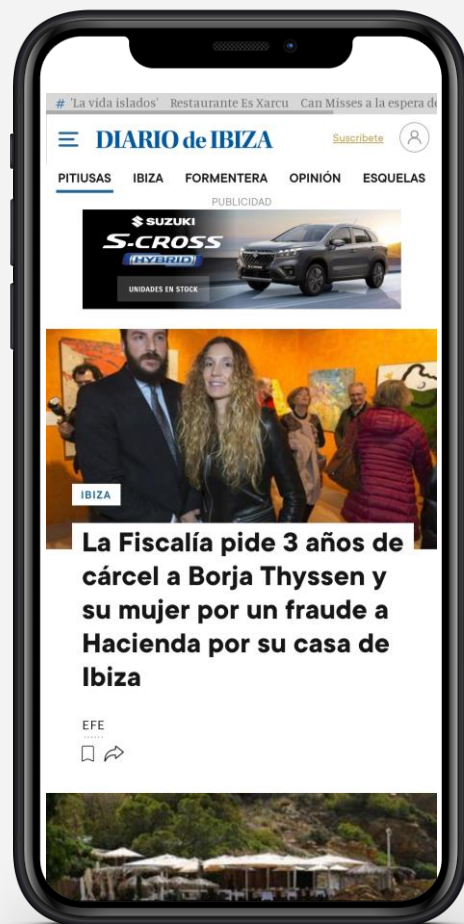 # 'La vida islados' Restaurante Es Xarcu Can Misses a la espera de
DIARIO de IBIZA
Suscríbete
PITIUSAS IBIZA FORMENTERA OPINIÓN ESQUELAS
PUBLICIDAD
SUZUKI
S-CROSS
HYBRID
UNIDADES EN STOCK
IBIZA
La Fiscalía pide 3 años de
cárcel a Borja Thyssen y
su mujer por un fraude a
Hacienda por su casa de
Ibiza
EFE